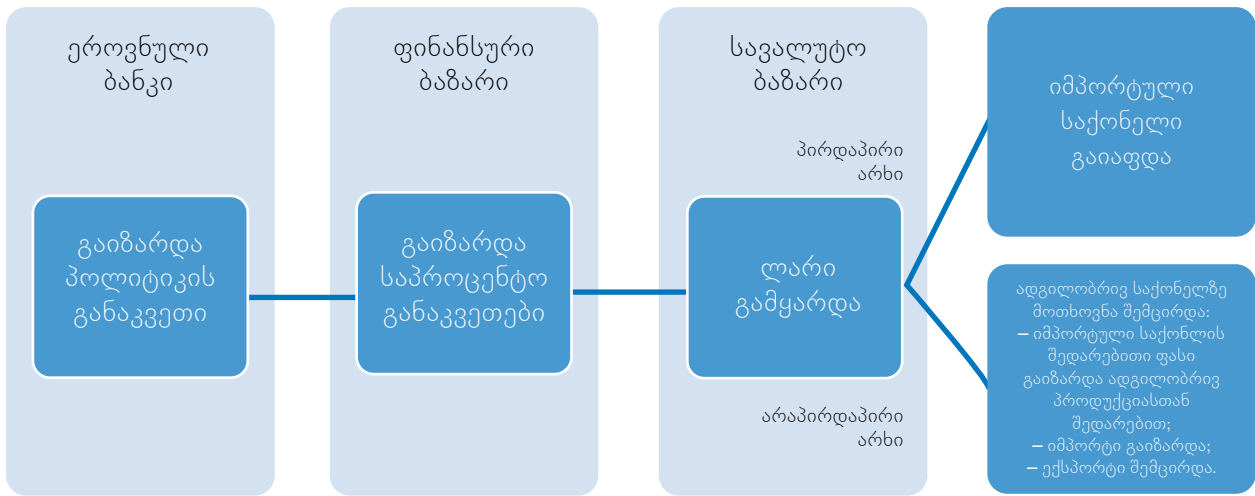 ეროვნული
ბანკი
გაიზარდა
პოლიტიკის
განაკვეთი
ფინანსური
ბაზარი
გაიზარდა
საპროცენტო
განაკვეთები
სავალუტო
ბაზარი
პირდაპირი
არხი
ლარი
გამყარდა
არაპირდაპირი
არხი
იმპორტული
საქონელი
გაიაფდა
ადგილობრივ საქონელზე
მოთხოვნა შემცირდა:
– იმპორტული საქონლის
შედარებითი ფასი
გაიზარდა ადგილობრივ
პროდუქციასთან
შედარებით;
– იმპორტი გაიზარდა;
– ექსპორტი შემცირდა.